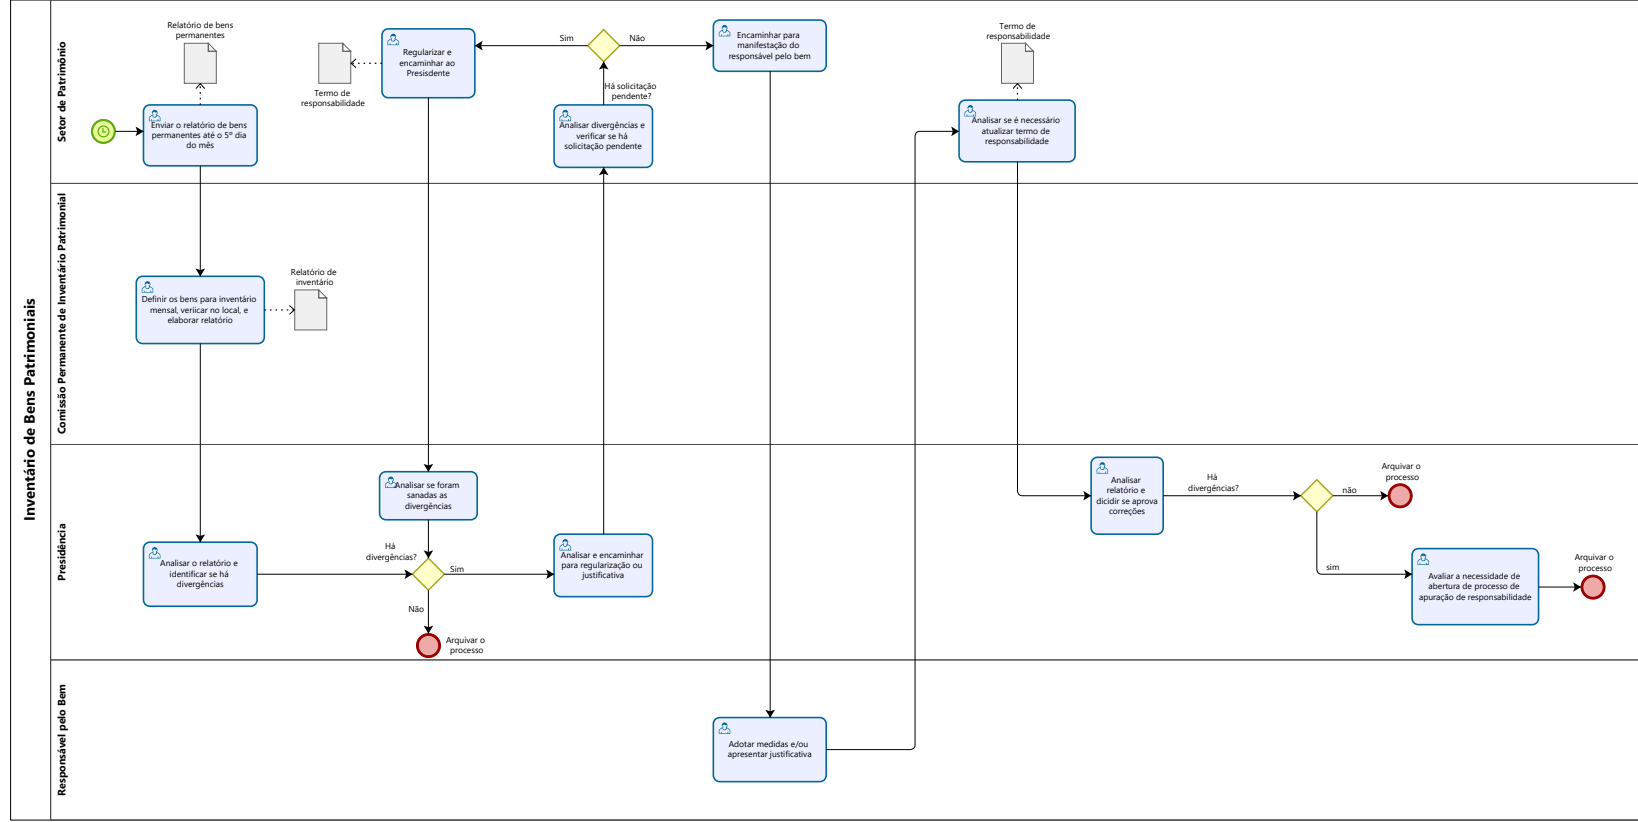 Inventário de Bens Patrimoniais
Setor de Patrimônio
Relatório de bens
permanentes
Enviar o relatório de bens
permanentes até o 5º dia
do mês
Termo de
responsabilidade
Regularizar e
encaminhar ao
Presisdente
Sim
Não
Há solicitação
pendente?
Analisar divergências e
verificar se há
solicitação pendente
Encaminhar para
manifestação do
responsável pelo bem
Termo de
responsabilidade
Analisar se é necessário
atualizar termo de
responsabilidade
Comissão Permanente de Inventário Patrimonial
Definir os bens para inventário
mensal, veriicar no local, e
elaborar relatório
Relatório de
inventário
Presidência
Analisar o relatório e
identificar se há
divergências
Analisar se foram
sanadas as
divergências
Há
divergências?
Sim
Não
Arquivar o
processo
Analisar e encaminhar
para regularização ou
justificativa
Analisar
relatório e
dicidir se aprova
correções
Há
divergências?
não
Arquivar o
processo
sim
Avaliar a necessidade de
abertura de processo de
apuração de responsabilidade
Arquivar o
processo
Responsável pelo Bem
Adotar medidas e/ou
apresentar justificativa